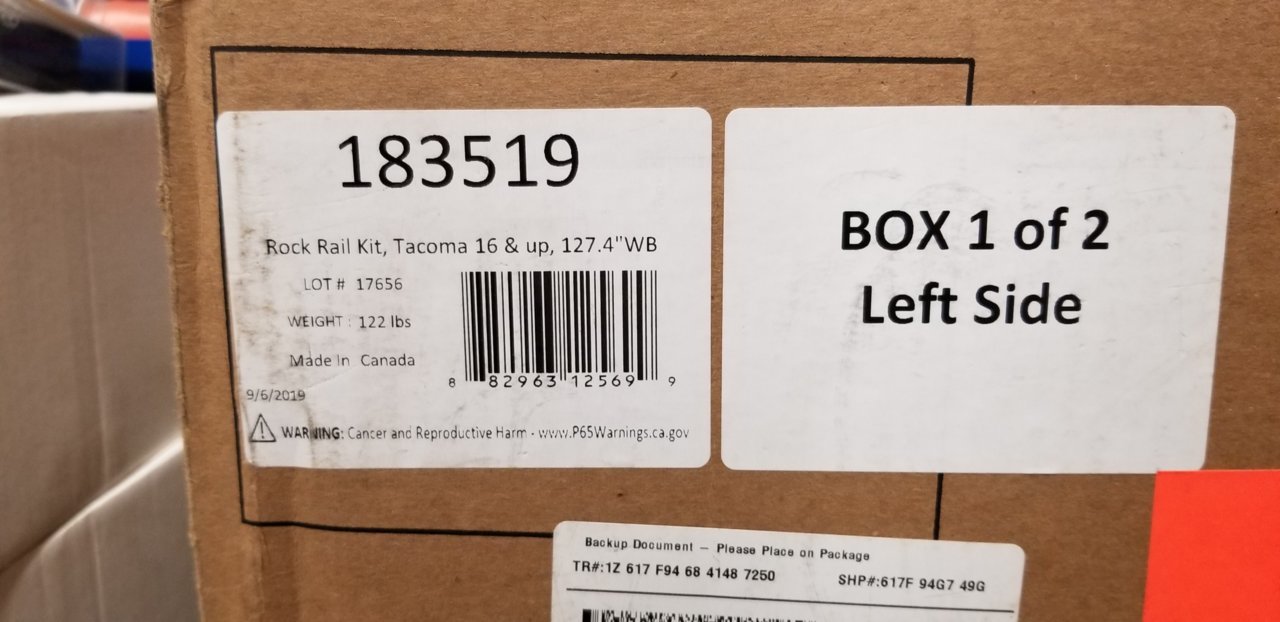 183519
Rock Rail Kit, Tacoma 16 & up, 127.4"WB
LOT # 17656
WEIGHT : 122 lbs
Made In Canada
8 82963 12569 9
9/6/2019
WARNING: Cancer and Reproductive Harm - www.P65Warnings.ca.gov
BOX 1 of 2
Left Side
Backup Document — Please Place on Package
TR#:1Z 617 F94 68 4148 7250 SHP#:617F 94G7 49G